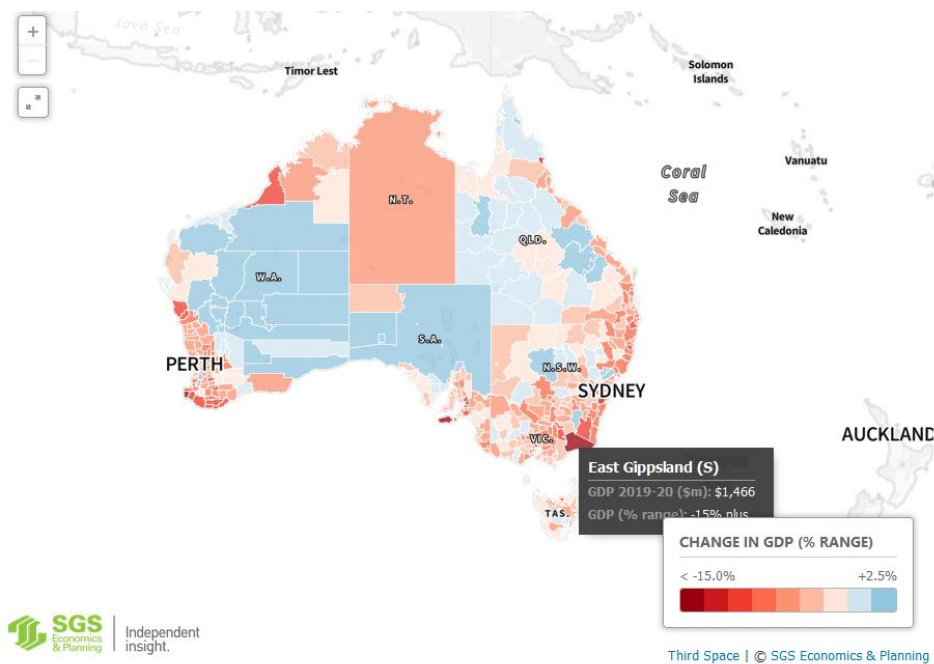 +
−
Java Sea
Timor Lest
Solomon
Islands
Coral
Sea
Vanuatu
New
Caledonia
N.T.
QLD.
W.A.
S.A.
N.S.W.
PERTH
SYDNEY
AUCKLAND
VIC.
TAS.
East Gippsland (S)
GDP 2019-20 ($m): $1,466
GDP (% range): -15% plus
CHANGE IN GDP (% RANGE)
< -15.0%
+2.5%
SGS
Economics
& Planning
Independent
insight.
Third Space | © SGS Economics & Planning